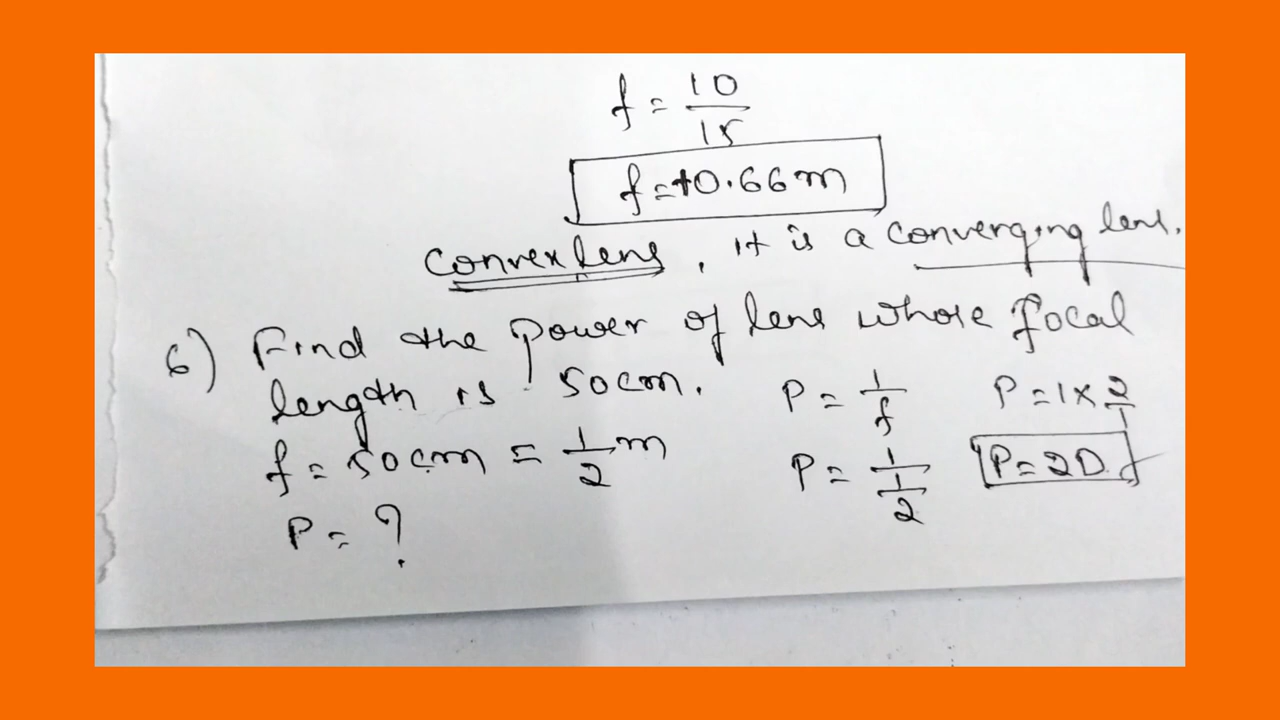 f = 10/15
f = +0.66m
Convex lens, it is a converging lens.
6) Find the power of lens whose focal
length is 50cm.
f = 50cm = 1/2 m
P = ?
P = 1/f
P = 1/(1/2)
P = 1 x 2/1
P = 2D